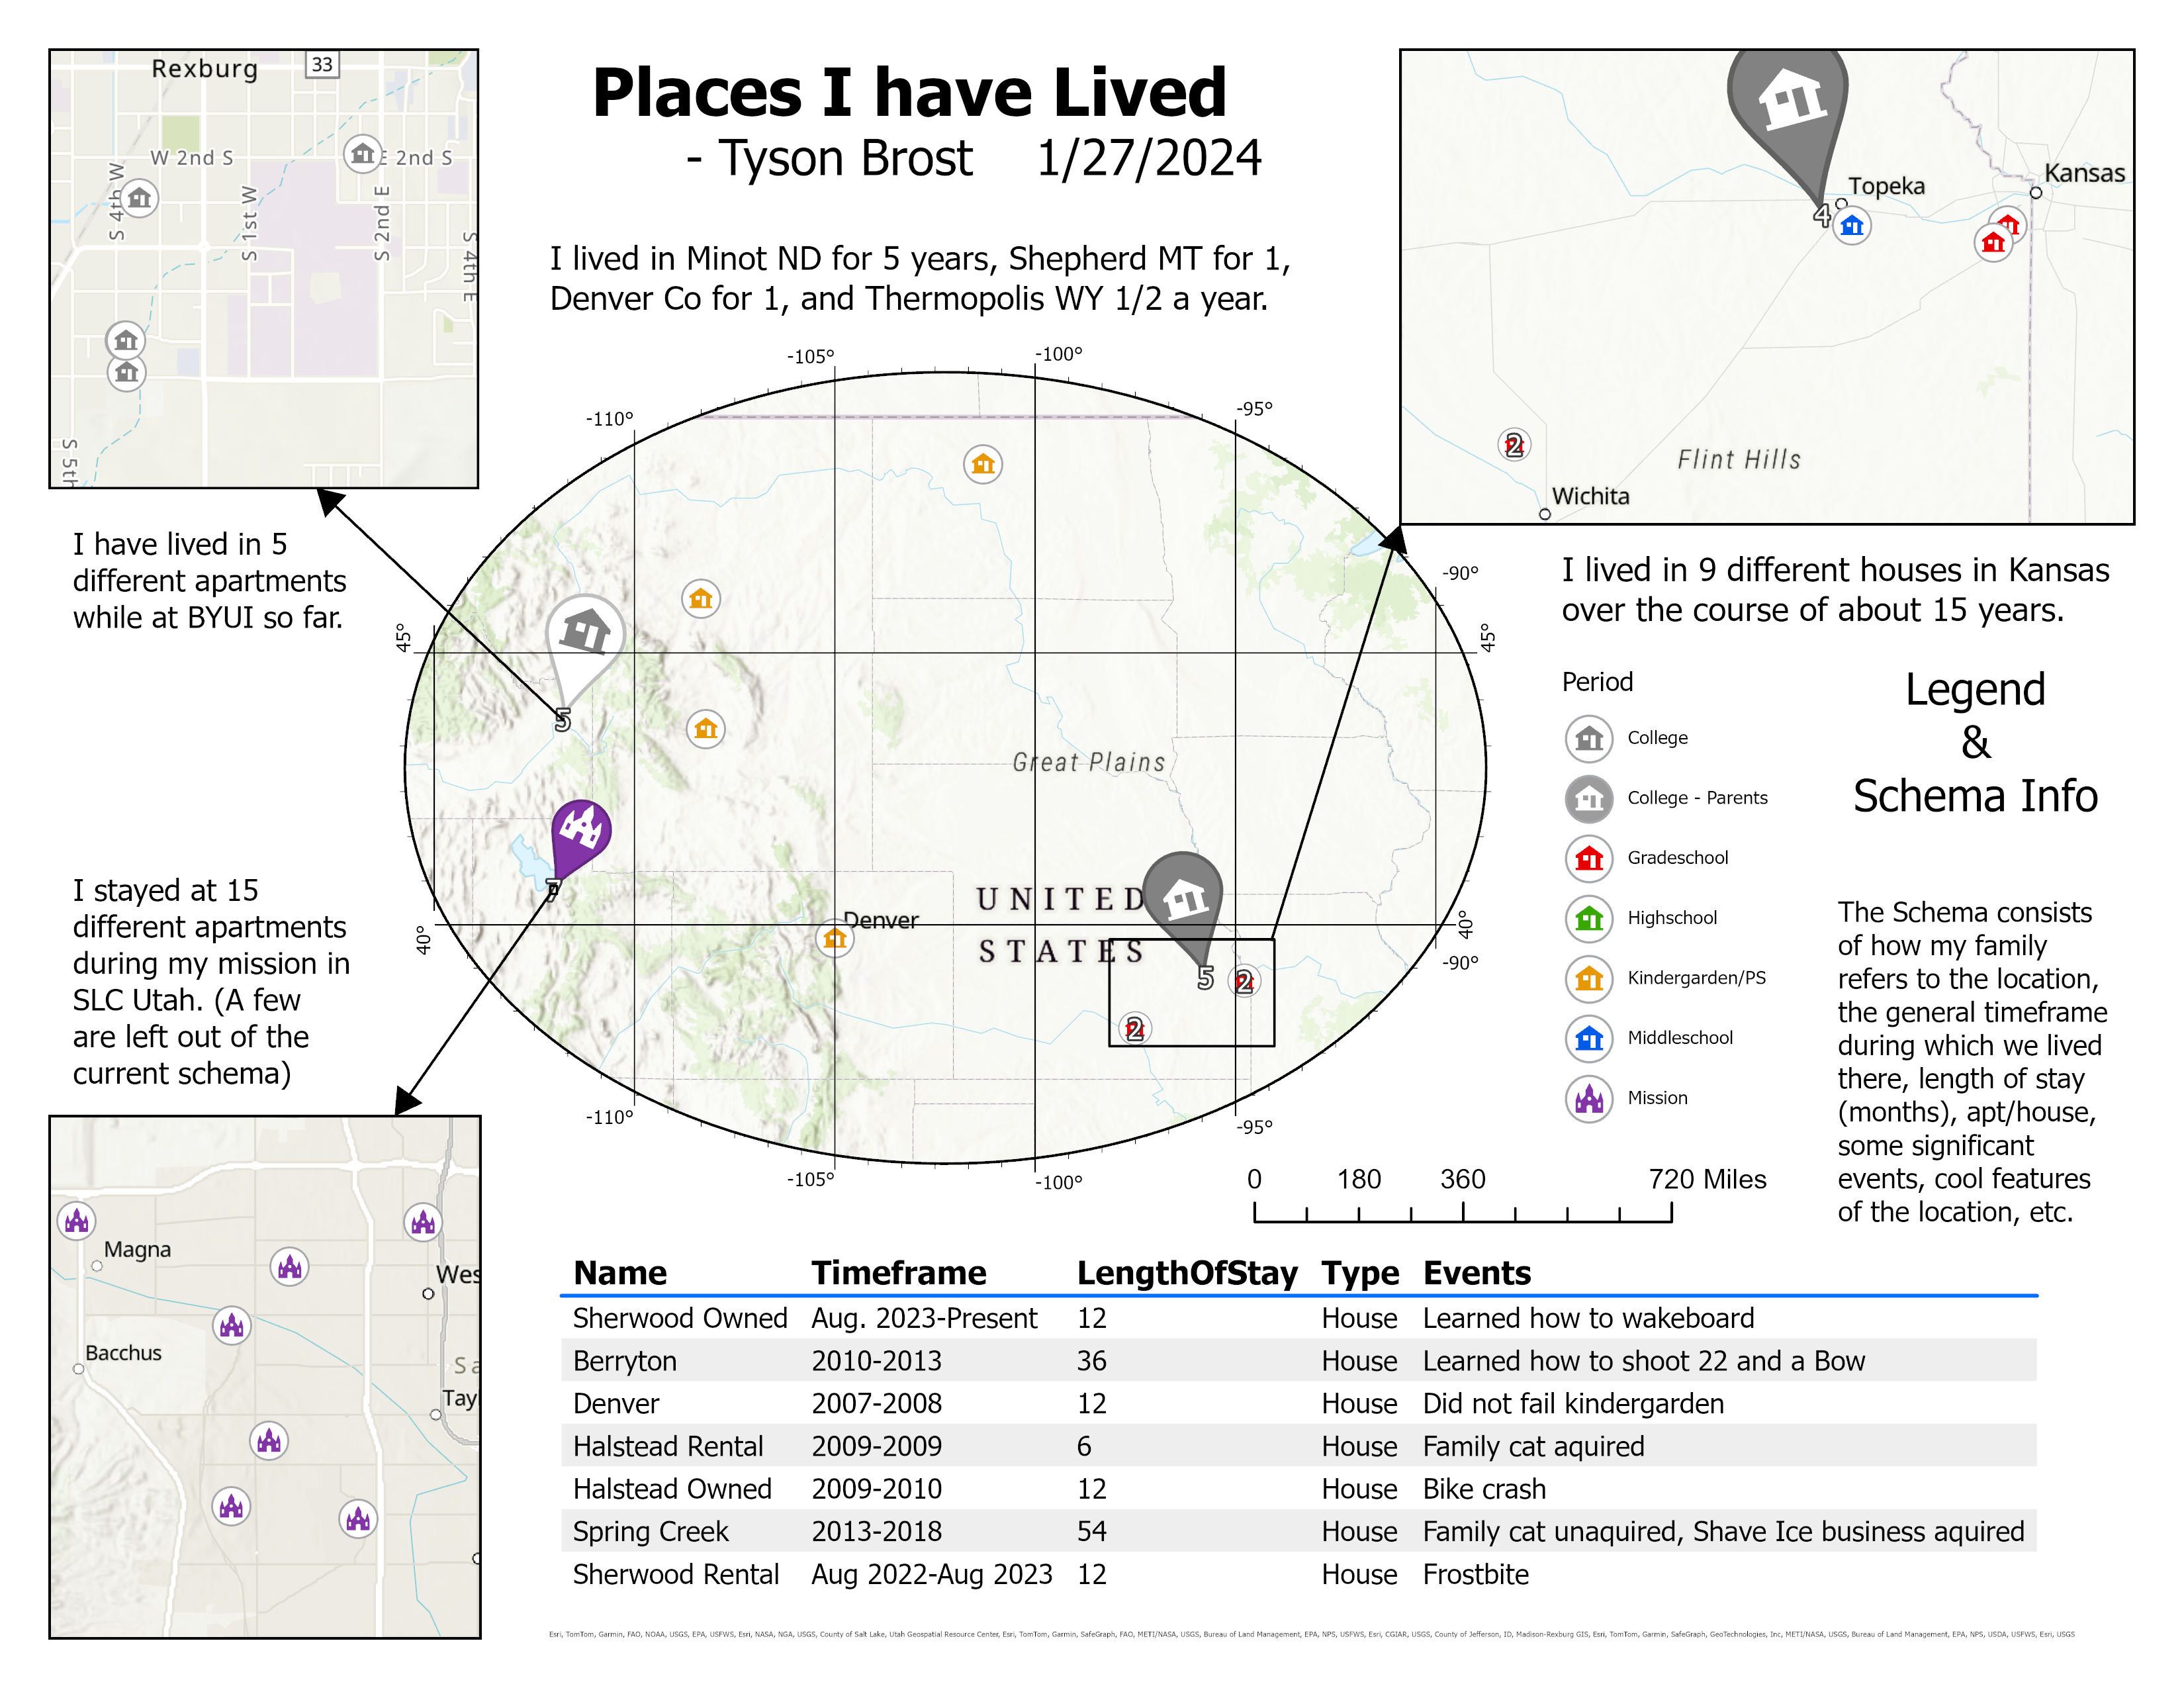 Places I have Lived
- Tyson Brost 1/27/2024
I lived in Minot ND for 5 years, Shepherd MT for 1,
Denver Co for 1, and Thermopolis WY 1/2 a year.
Rexburg
33
W 2nd S
E 2nd S
S 4th W
S 1st W
S 2nd E
S 4th E
S 5th
I have lived in 5
different apartments
while at BYUI so far.
Topeka
Kansas
4
2
Flint Hills
Wichita
I lived in 9 different houses in Kansas
over the course of about 15 years.
-105°
-100°
-110°
-95°
-90°
45°
45°
5
Great Plains
7
UNITED
STATES
Denver
40°
40°
-90°
5
2
2
-110°
-95°
-105°
-100°
I stayed at 15
different apartments
during my mission in
SLC Utah. (A few
are left out of the
current schema)
Magna
Wes
Bacchus
Sa
Tay
Period
College
College - Parents
Gradeschool
Highschool
Kindergarden/PS
Middleschool
Mission
Legend
&
Schema Info
The Schema consists
of how my family
refers to the location,
the general timeframe
during which we lived
there, length of stay
(months), apt/house,
some significant
events, cool features
of the location, etc.
0 180 360 720 Miles
Name Timeframe LengthOfStay Type Events
Sherwood Owned Aug. 2023-Present 12 House Learned how to wakeboard
Berryton 2010-2013 36 House Learned how to shoot 22 and a Bow
Denver 2007-2008 12 House Did not fail kindergarden
Halstead Rental 2009-2009 6 House Family cat aquired
Halstead Owned 2009-2010 12 House Bike crash
Spring Creek 2013-2018 54 House Family cat unaquired, Shave Ice business aquired
Sherwood Rental Aug 2022-Aug 2023 12 House Frostbite
Esri, TomTom, Garmin, FAO, NOAA, USGS, EPA, USFWS, Esri, NASA, NGA, USGS, County of Salt Lake, Utah Geospatial Resource Center, Esri, TomTom, Garmin, SafeGraph, FAO, METI/NASA, USGS, Bureau of Land Management, EPA, NPS, USFWS, Esri, CGIAR, USGS, County of Jefferson, ID, Madison-Rexburg GIS, Esri, TomTom, Garmin, SafeGraph, GeoTechnologies, Inc, METI/NASA, USGS, Bureau of Land Management, EPA, NPS, USDA, USFWS, Esri, USGS